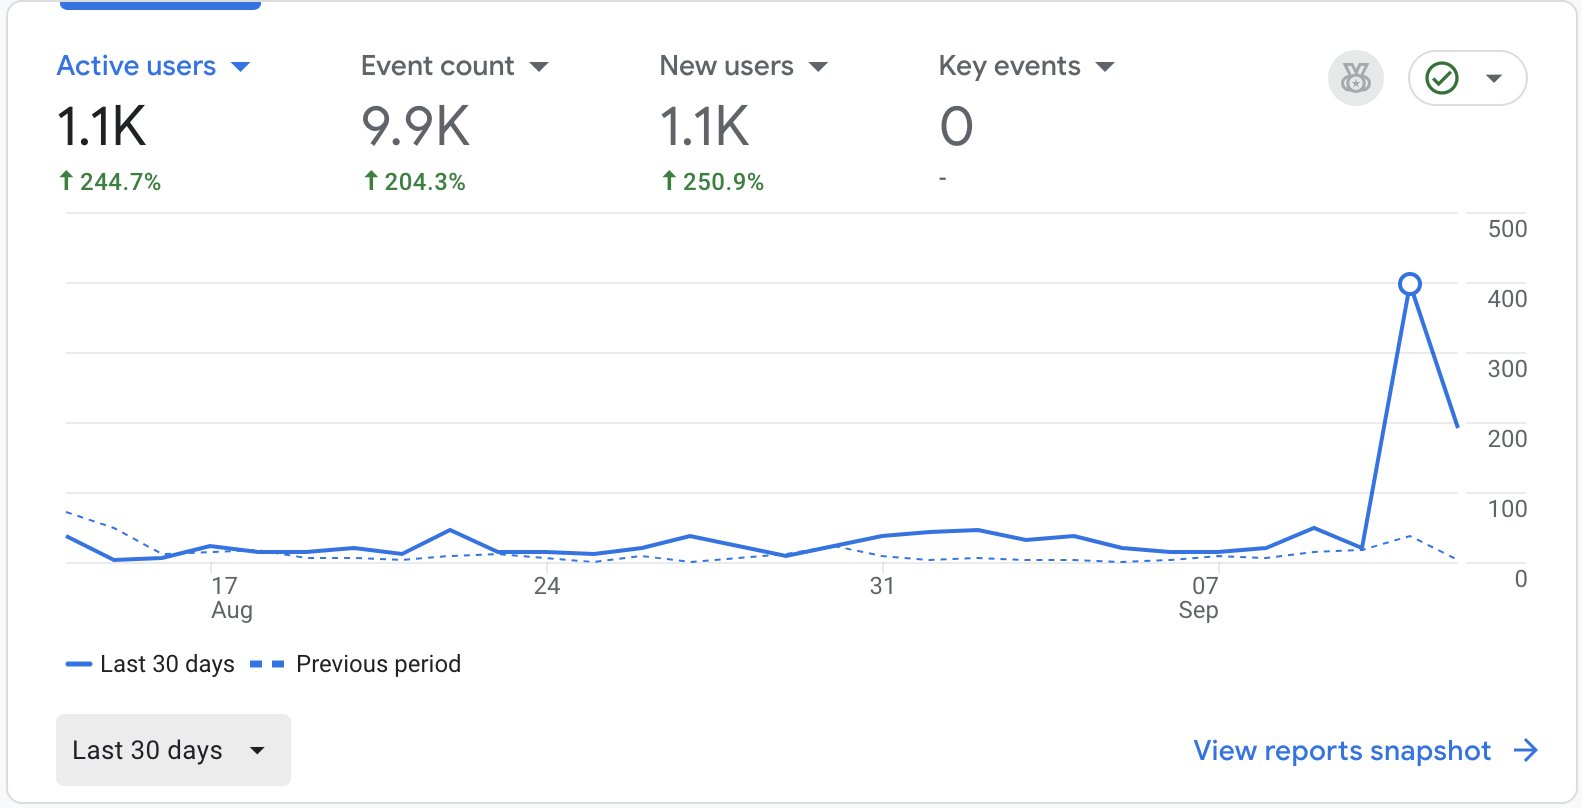 Active users
1.1K
↑ 244.7%
Event count
9.9K
↑ 204.3%
New users
1.1K
↑ 250.9%
Key events
0
-
500
400
300
200
100
0
17
Aug
24
31
07
Sep
Last 30 days
Previous period
Last 30 days
View reports snapshot →